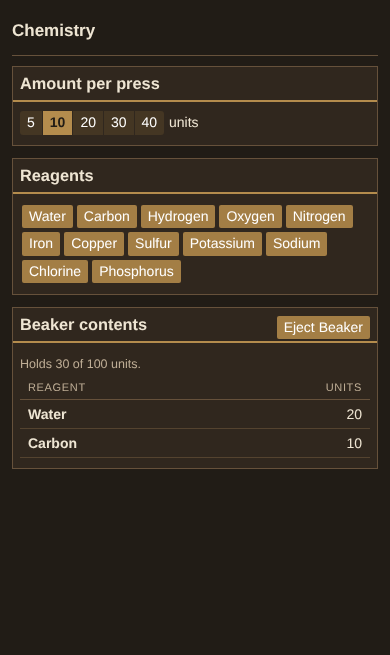 Chemistry
Amount per press
5 10 20 30 40 units
Reagents
Water Carbon Hydrogen Oxygen Nitrogen
Iron Copper Sulfur Potassium Sodium
Chlorine Phosphorus
Beaker contents Eject Beaker
Holds 30 of 100 units.
REAGENT UNITS
Water 20
Carbon 10